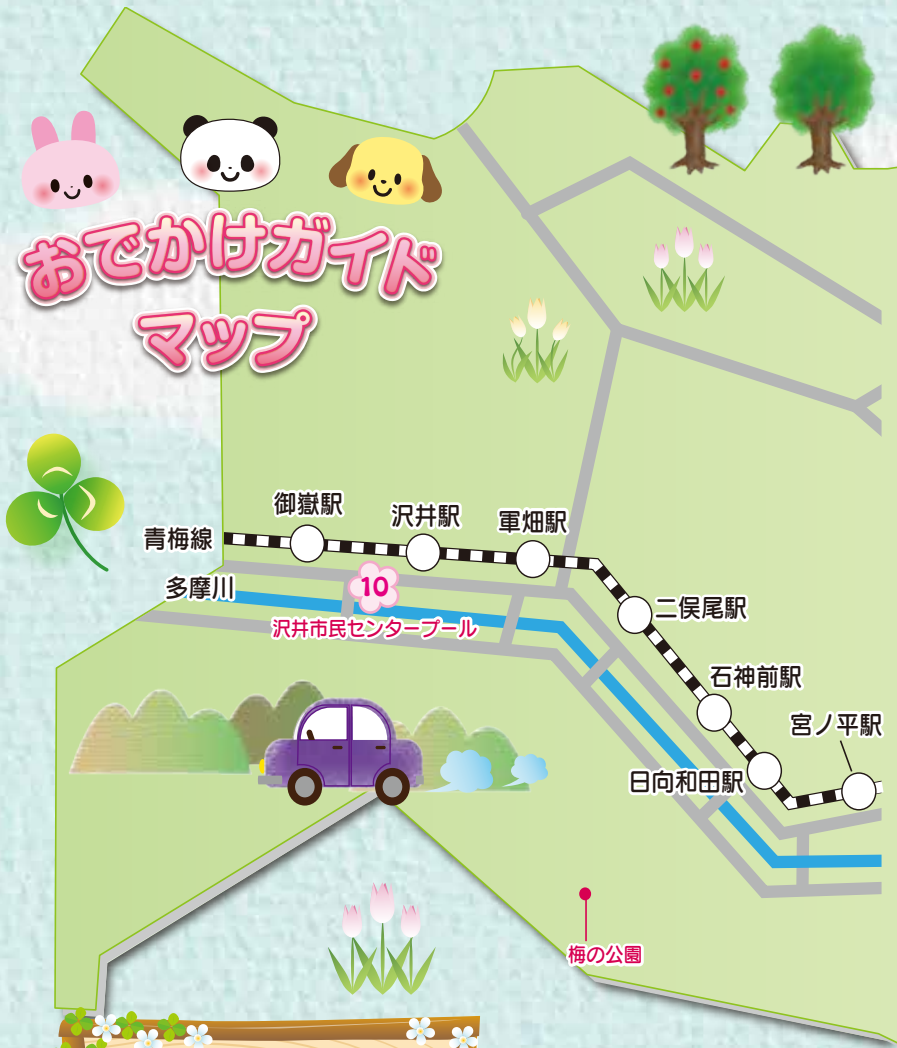 おでかけガイド
マップ
御嶽駅
沢井駅
軍畑駅
青梅線
多摩川
10
沢井市民センタープール
二俣尾駅
石神前駅
宮ノ平駅
日向和田駅
梅の公園